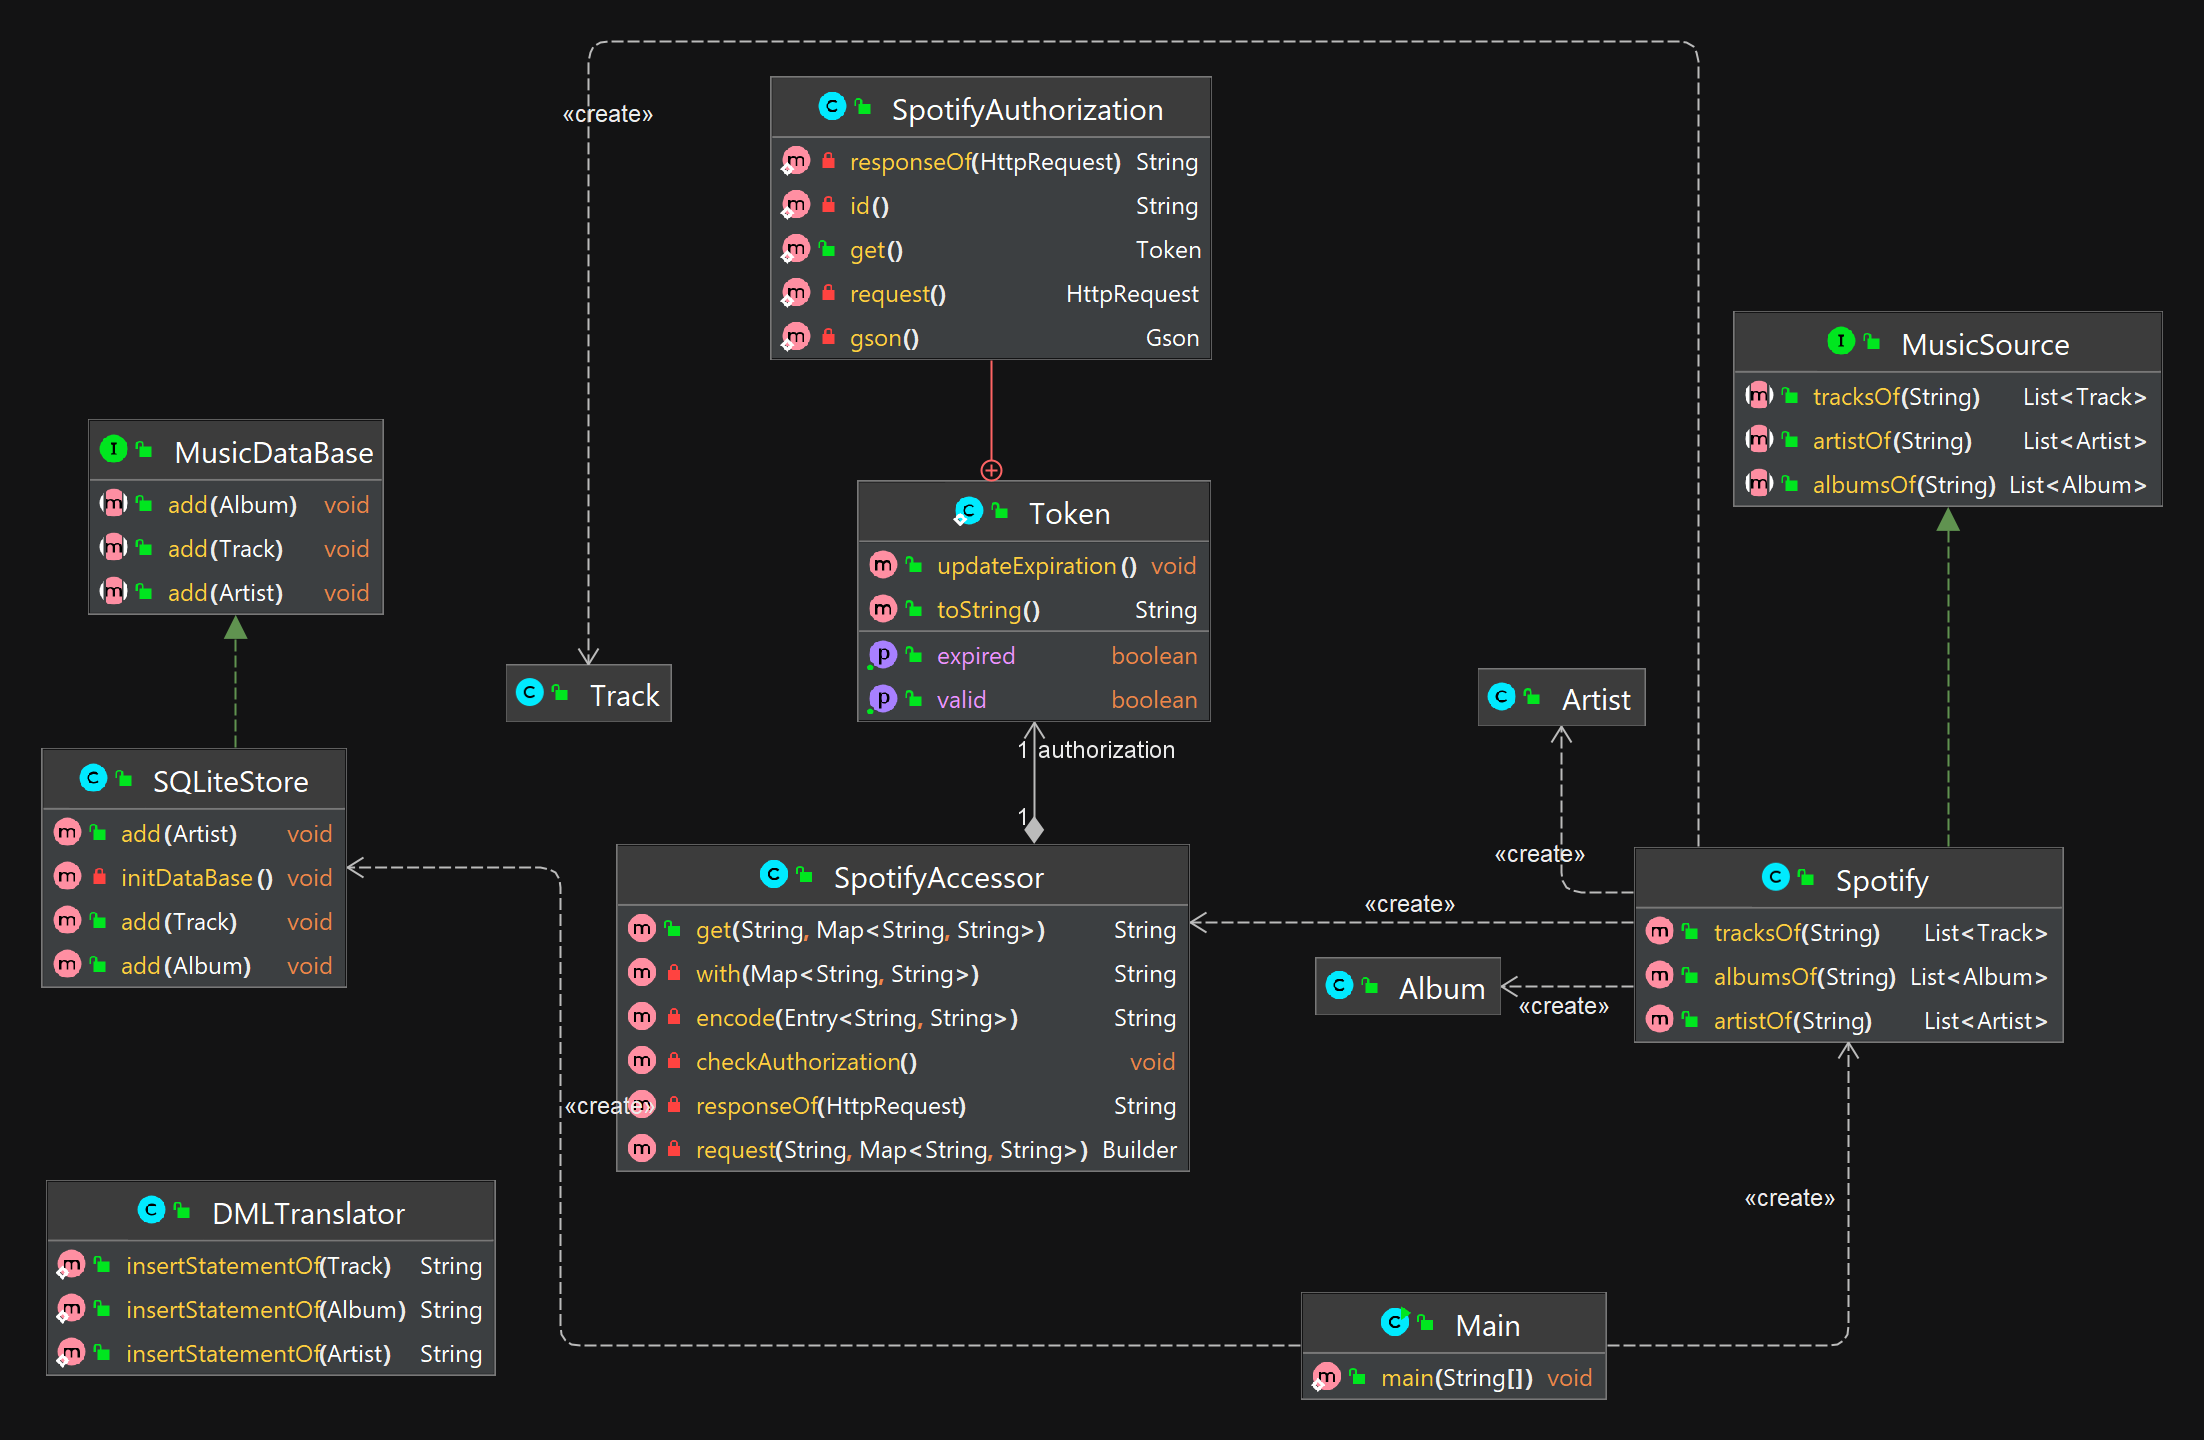 «create»
SpotifyAuthorization
responseOf(HttpRequest) String
id() String
get() Token
request() HttpRequest
gson() Gson
MusicSource
tracksOf(String) List<Track>
artistOf(String) List<Artist>
albumsOf(String) List<Album>
MusicDataBase
add(Album) void
add(Track) void
add(Artist) void
Token
updateExpiration() void
toString() String
expired boolean
valid boolean
Track
Artist
1 authorization
1
SQLiteStore
add(Artist) void
initDataBase() void
add(Track) void
add(Album) void
SpotifyAccessor
get(String, Map<String, String>) String
with(Map<String, String>) String
encode(Entry<String, String>) String
checkAuthorization() void
responseOf(HttpRequest) String
request(String, Map<String, String>) Builder
«create»
«create»
«create»
Album
«create»
Spotify
tracksOf(String) List<Track>
albumsOf(String) List<Album>
artistOf(String) List<Artist>
«create»
DMLTranslator
insertStatementOf(Track) String
insertStatementOf(Album) String
insertStatementOf(Artist) String
Main
main(String[]) void